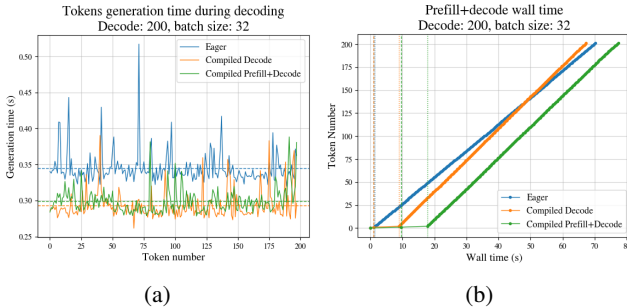 Tokens generation time during decoding
Decode: 200, batch size: 32
Generation time (s)
0.50
0.45
0.40
0.35
0.30
0.25
Eager
Compiled Decode
Compiled Prefill+Decode
0 25 50 75 100 125 150 175 200
Token number
(a)
Prefill+decode wall time
Decode: 200, batch size: 32
Token Number
200
175
150
125
100
75
50
25
0
Eager
Compiled Decode
Compiled Prefill+Decode
0 10 20 30 40 50 60 70 80
Wall time (s)
(b)